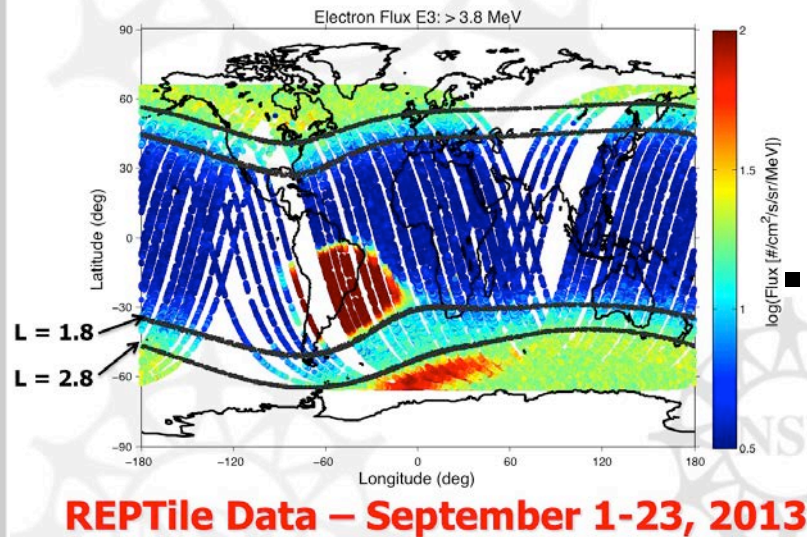 Electron Flux E3: > 3.8 MeV
90
60
30
0
−30
−60
−90
Latitude (deg)
L = 1.8
L = 2.8
−180
−120
−60
0
60
120
180
Longitude (deg)
2
1.5
1
0.5
log(Flux [#/cm²/s/sr/MeV])
NS
REPTile Data – September 1-23, 2013